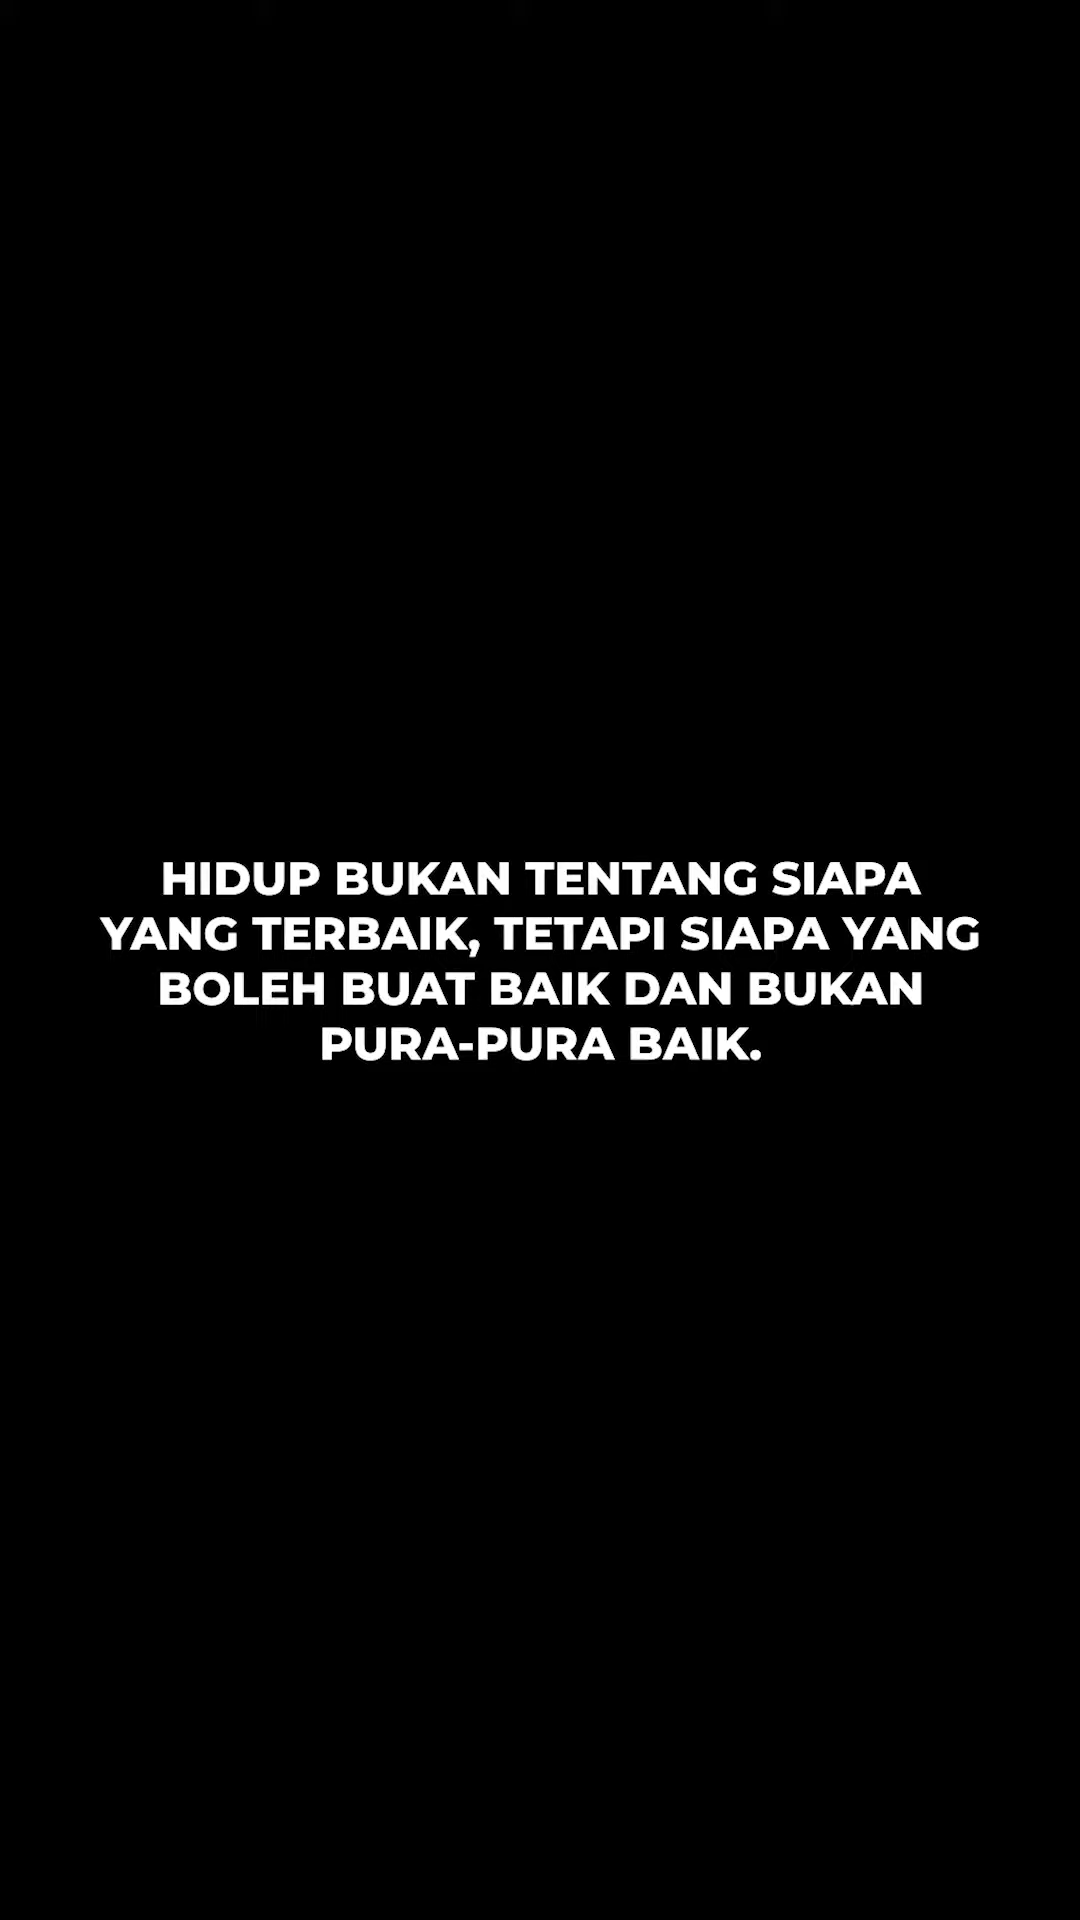 HIDUP BUKAN TENTANG SIAPA
YANG TERBAIK, TETAPI SIAPA YANG
BOLEH BUAT BAIK DAN BUKAN
PURA-PURA BAIK.